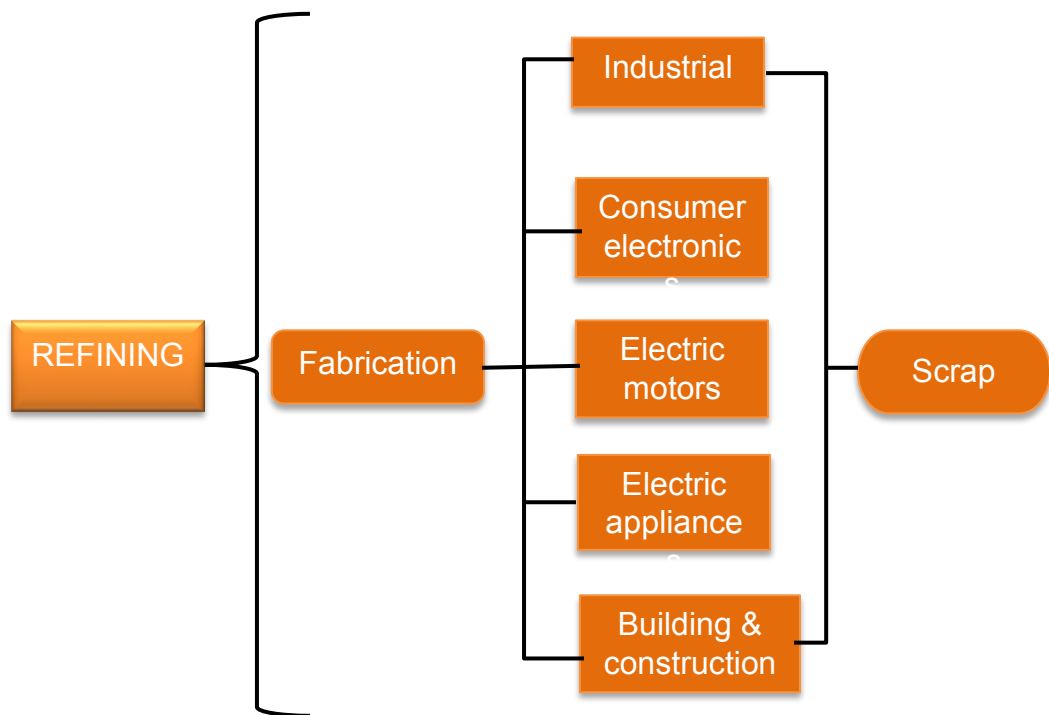 REFINING
Fabrication
Industrial
Consumer
electronic
s
Electric
motors
Electric
appliance
s
Building &
construction
Scrap